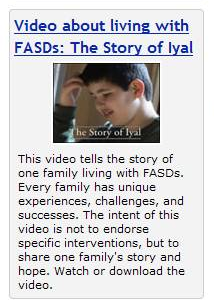 Video about living with
FASDs: The Story of Iyal
The Story of Iyal
This video tells the story of
one family living with FASDs.
Every family has unique
experiences, challenges, and
successes. The intent of this
video is not to endorse
specific interventions, but to
share one family's story and
hope. Watch or download the
video.